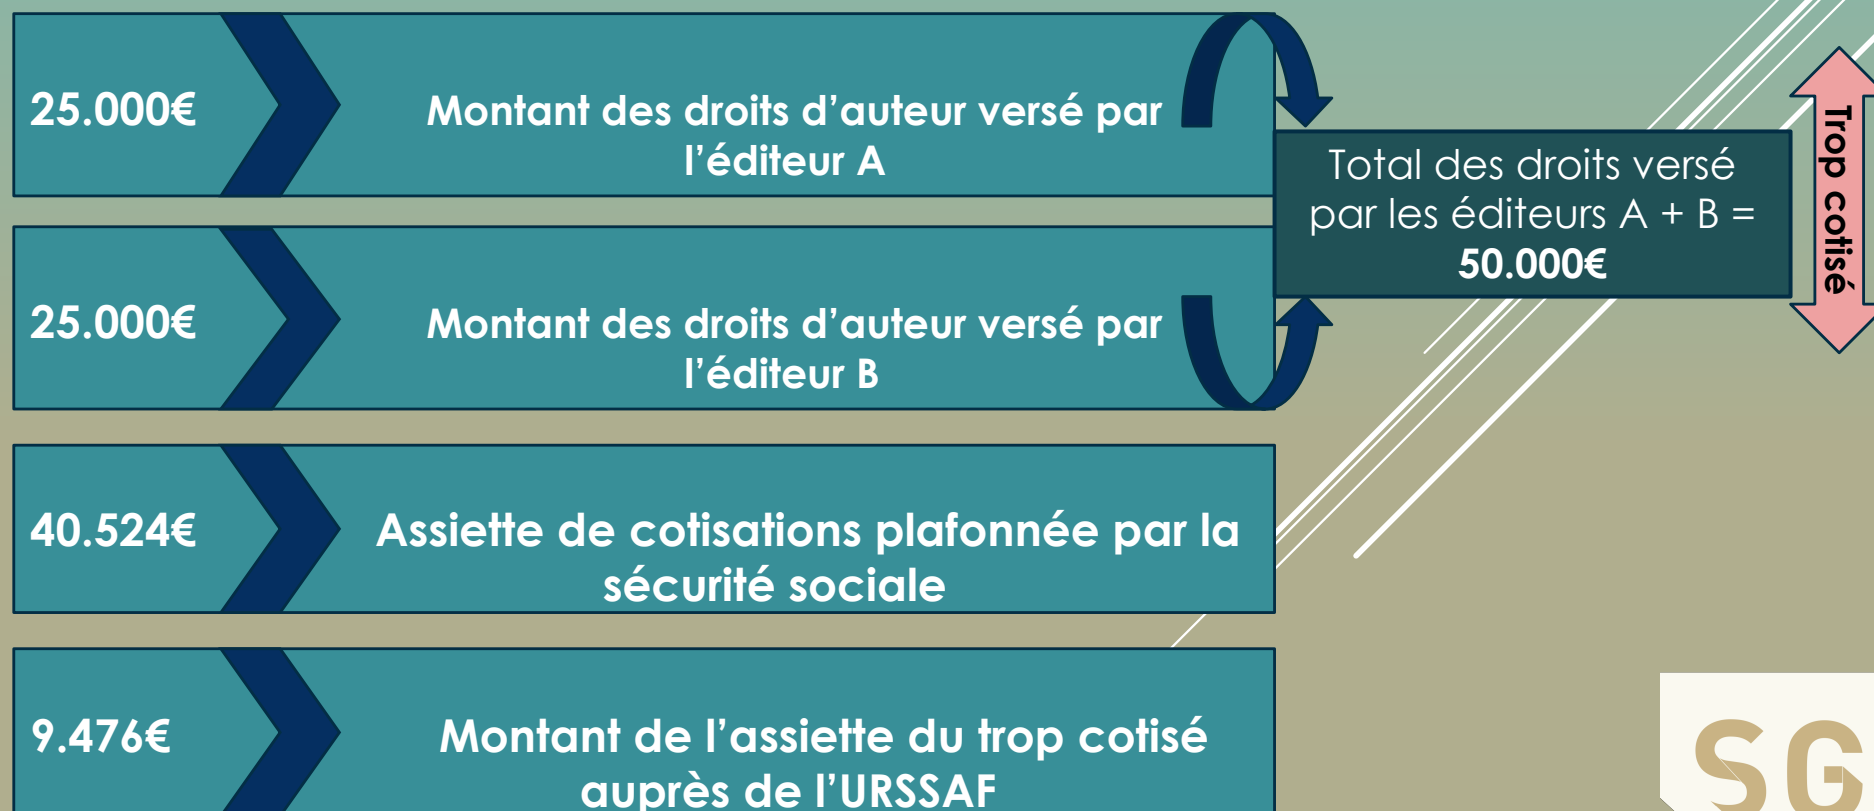 25.000€
Montant des droits d’auteur versé par
l’éditeur A
Total des droits versé
par les éditeurs A + B =
50.000€
Trop cotisé
25.000€
Montant des droits d’auteur versé par
l’éditeur B
40.524€
Assiette de cotisations plafonnée par la
sécurité sociale
9.476€
Montant de l’assiette du trop cotisé
auprès de l’URSSAF
SG